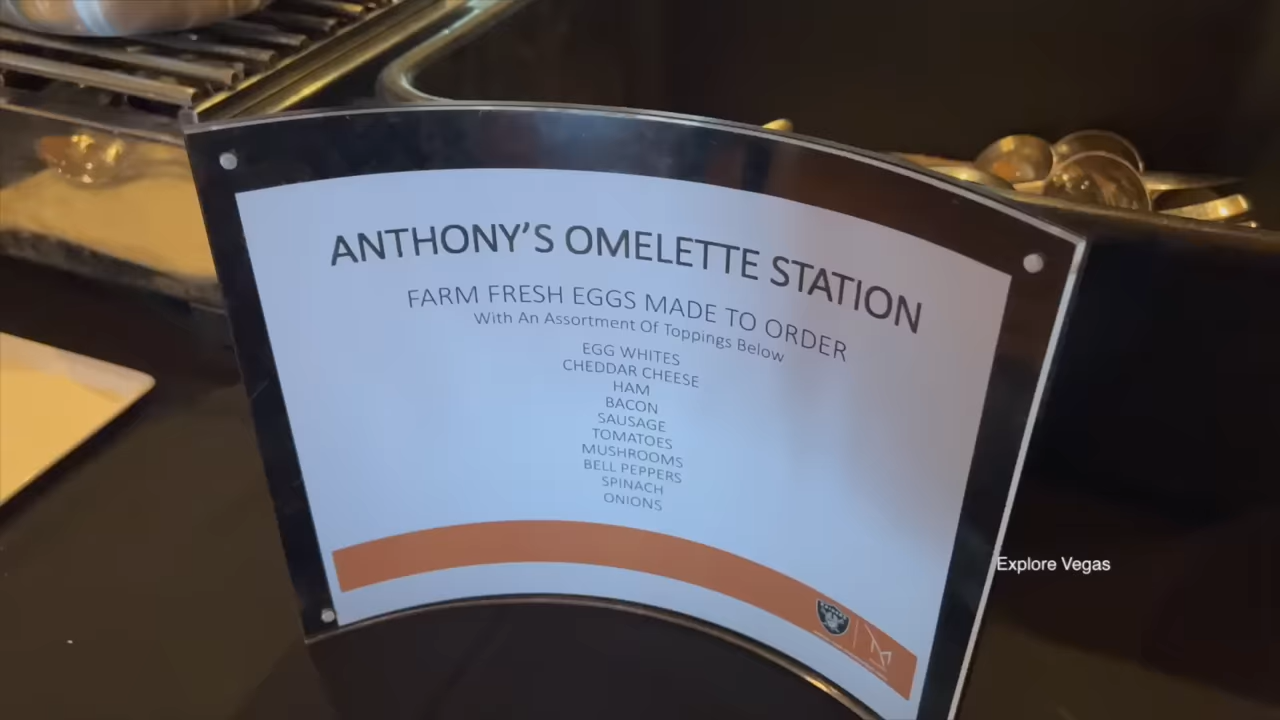 ANTHONY'S OMELETTE STATION
FARM FRESH EGGS MADE TO ORDER
With An Assortment Of Toppings Below
EGG WHITES
CHEDDAR CHEESE
HAM
BACON
SAUSAGE
TOMATOES
MUSHROOMS
BELL PEPPERS
SPINACH
ONIONS
Explore Vegas